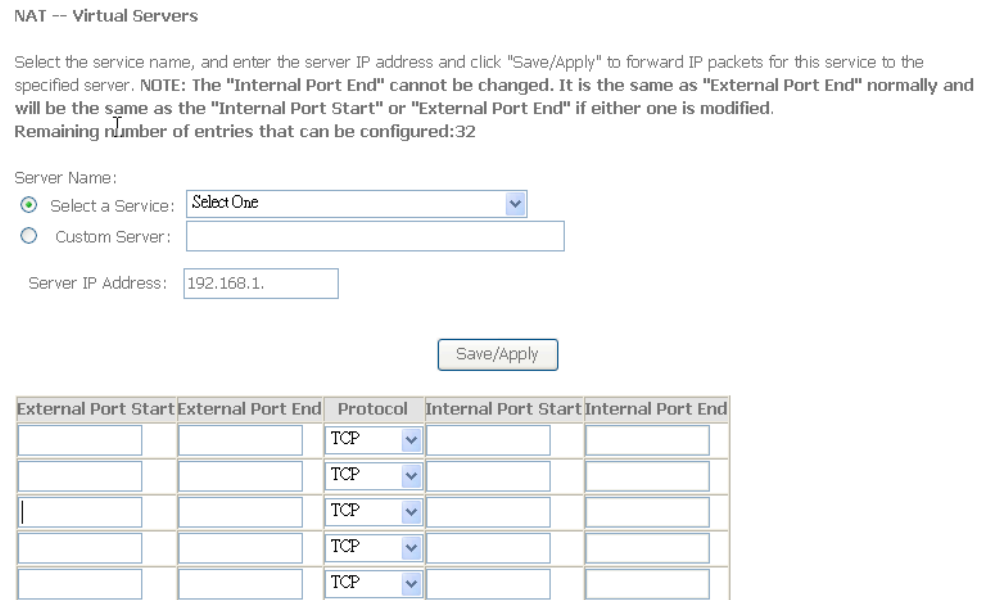 NAT -- Virtual Servers
Select the service name, and enter the server IP address and click "Save/Apply" to forward IP packets for this service to the
specified server. NOTE: The "Internal Port End" cannot be changed. It is the same as "External Port End" normally and
will be the same as the "Internal Port Start" or "External Port End" if either one is modified.
Remaining number of entries that can be configured:32
Server Name:
Select a Service: Select One
Custom Server:
Server IP Address: 192.168.1.
Save/Apply
External Port Start External Port End Protocol Internal Port Start Internal Port End
TCP
TCP
TCP
TCP
TCP